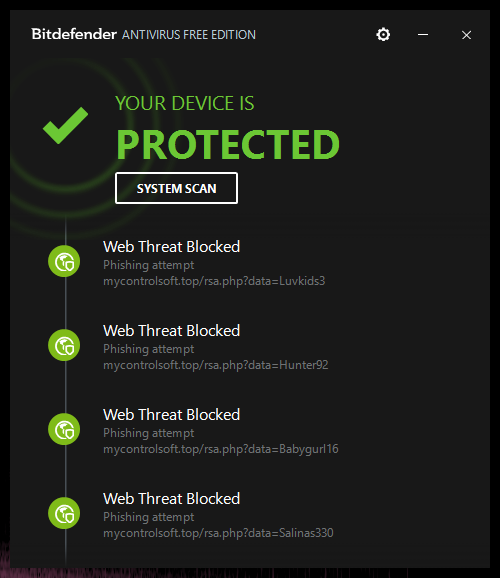 Bitdefender ANTIVIRUS FREE EDITION
YOUR DEVICE IS
PROTECTED
SYSTEM SCAN
Web Threat Blocked
Phishing attempt
mycontrolsoft.top/rsa.php?data=Luvkids3
Web Threat Blocked
Phishing attempt
mycontrolsoft.top/rsa.php?data=Hunter92
Web Threat Blocked
Phishing attempt
mycontrolsoft.top/rsa.php?data=Babygurl16
Web Threat Blocked
Phishing attempt
mycontrolsoft.top/rsa.php?data=Salinas330